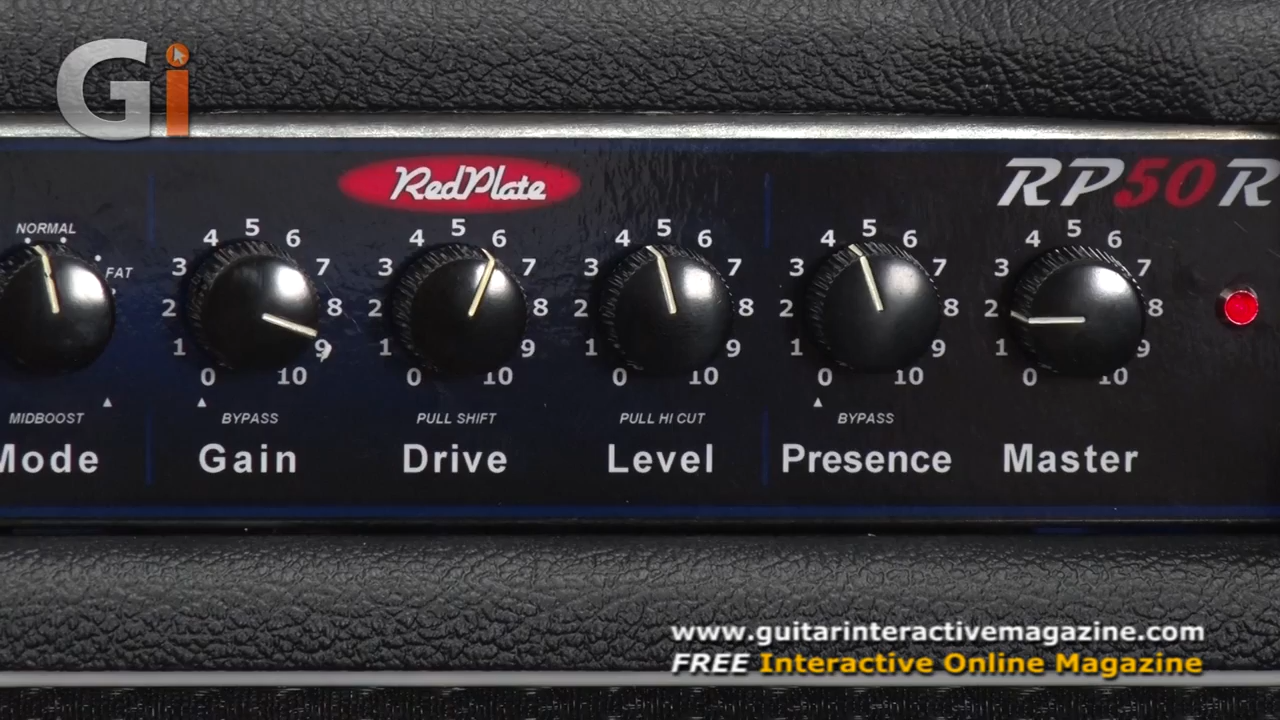 Gi
RedPlate
RP50R
NORMAL
FAT
MIDBOOST
Mode
0 1 2 3 4 5 6 7 8 9 10
BYPASS
Gain
0 1 2 3 4 5 6 7 8 9 10
PULL SHIFT
Drive
0 1 2 3 4 5 6 7 8 9 10
PULL HI CUT
Level
0 1 2 3 4 5 6 7 8 9 10
BYPASS
Presence
0 1 2 3 4 5 6 7 8 9 10
Master
www.guitarinteractivemagazine.com
FREE Interactive Online Magazine